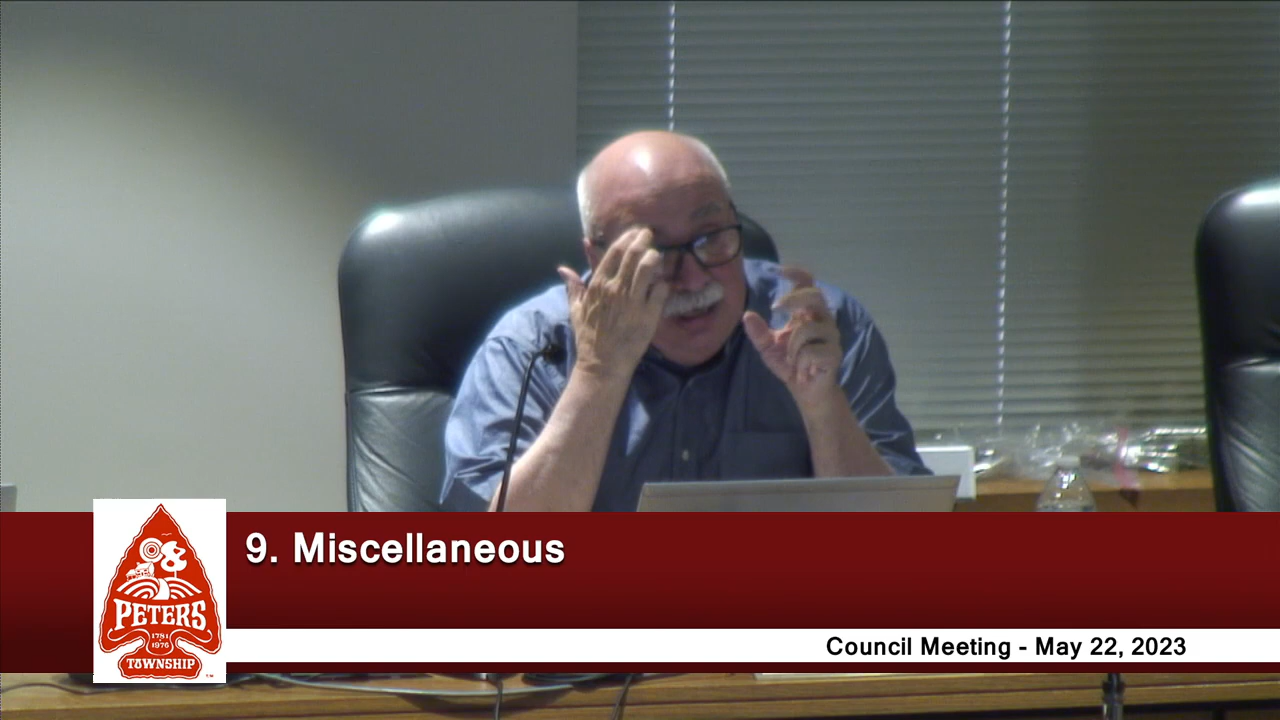 9. Miscellaneous
PETERS
1781
1976
TOWNSHIP
Council Meeting - May 22, 2023